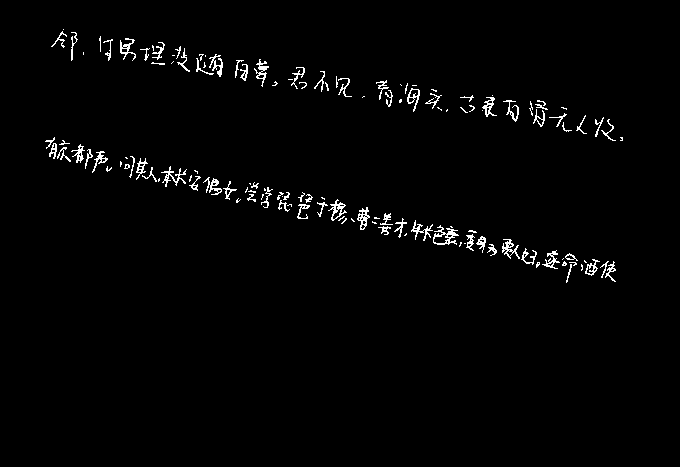 邻,生男埋没随百草。君不见,青海头,古来白骨无人收。
有京都声。问其人,本长安倡女,尝学琵琶于穆、曹二善才,年长色衰,委身为贾人妇。遂命酒使